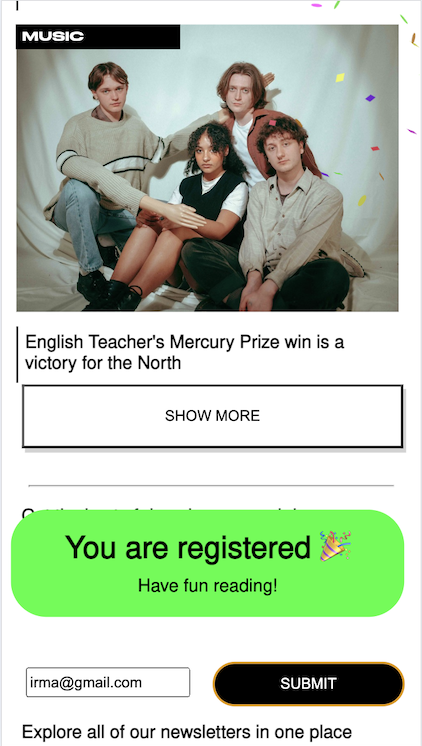 MUSIC
English Teacher's Mercury Prize win is a
victory for the North
SHOW MORE
You are registered 🎉
Have fun reading!
irma@gmail.com
SUBMIT
Explore all of our newsletters in one place